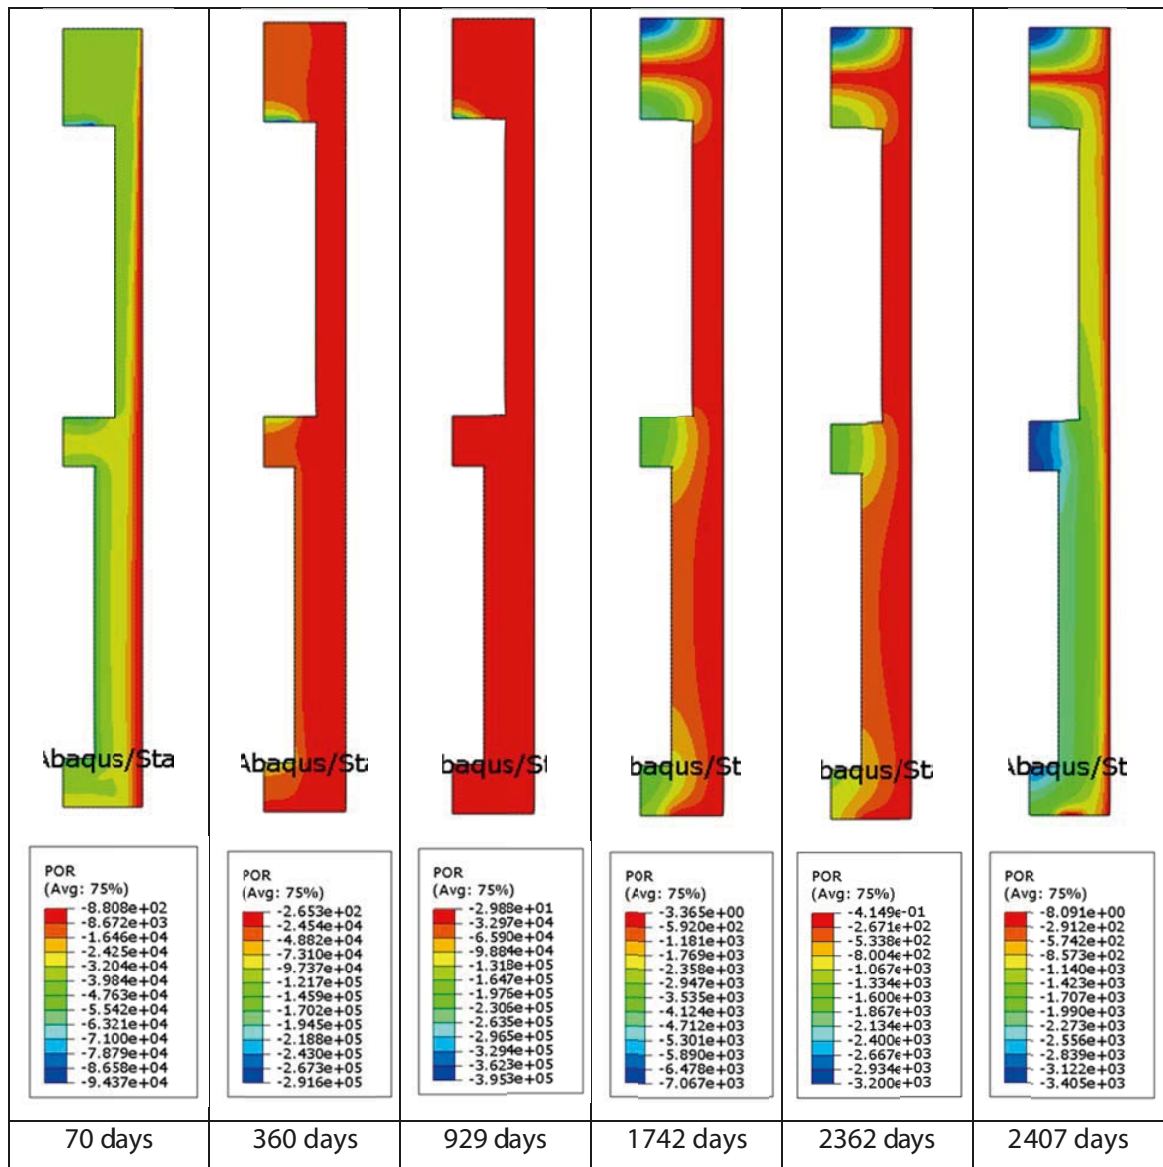 \baqus/Sta
Abaqus/Sta
baqus/St
baqus/St
baqus/Sta
\baqus/St
POR
(Avg: 75%)
-8.808e+02
-8.672e+03
-1.646e+04
-2.425e+04
-3.204e+04
-3.984e+04
-4.763e+04
-5.542e+04
-6.321e+04
-7.100e+04
-7.879e+04
-8.658e+04
-9.437e+04
POR
(Avg: 75%)
-2.653e+02
-2.454e+04
-4.882e+04
-7.310e+04
-9.737e+04
-1.217e+05
-1.459e+05
-1.702e+05
-1.945e+05
-2.188e+05
-2.430e+05
-2.673e+05
-2.916e+05
POR
(Avg: 75%)
-2.988e+01
-3.297e+04
-6.590e+04
-9.884e+04
-1.318e+05
-1.647e+05
-1.976e+05
-2.306e+05
-2.635e+05
-2.965e+05
-3.294e+05
-3.623e+05
-3.953e+05
POR
(Avg: 75%)
-3.365e+00
-5.920e+02
-1.181e+03
-1.769e+03
-2.358e+03
-2.947e+03
-3.535e+03
-4.124e+03
-4.712e+03
-5.301e+03
-5.890e+03
-6.478e+03
-7.067e+03
POR
(Avg: 75%)
-4.149e-01
-2.671e+02
-5.338e+02
-8.004e+02
-1.067e+03
-1.334e+03
-1.600e+03
-1.867e+03
-2.134e+03
-2.400e+03
-2.667e+03
-2.934e+03
-3.200e+03
POR
(Avg: 75%)
-8.091e+00
-2.912e+02
-5.742e+02
-8.573e+02
-1.140e+03
-1.423e+03
-1.707e+03
-1.990e+03
-2.273e+03
-2.556e+03
-2.839e+03
-3.122e+03
-3.405e+03
70 days
360 days
929 days
1742 days
2362 days
2407 days